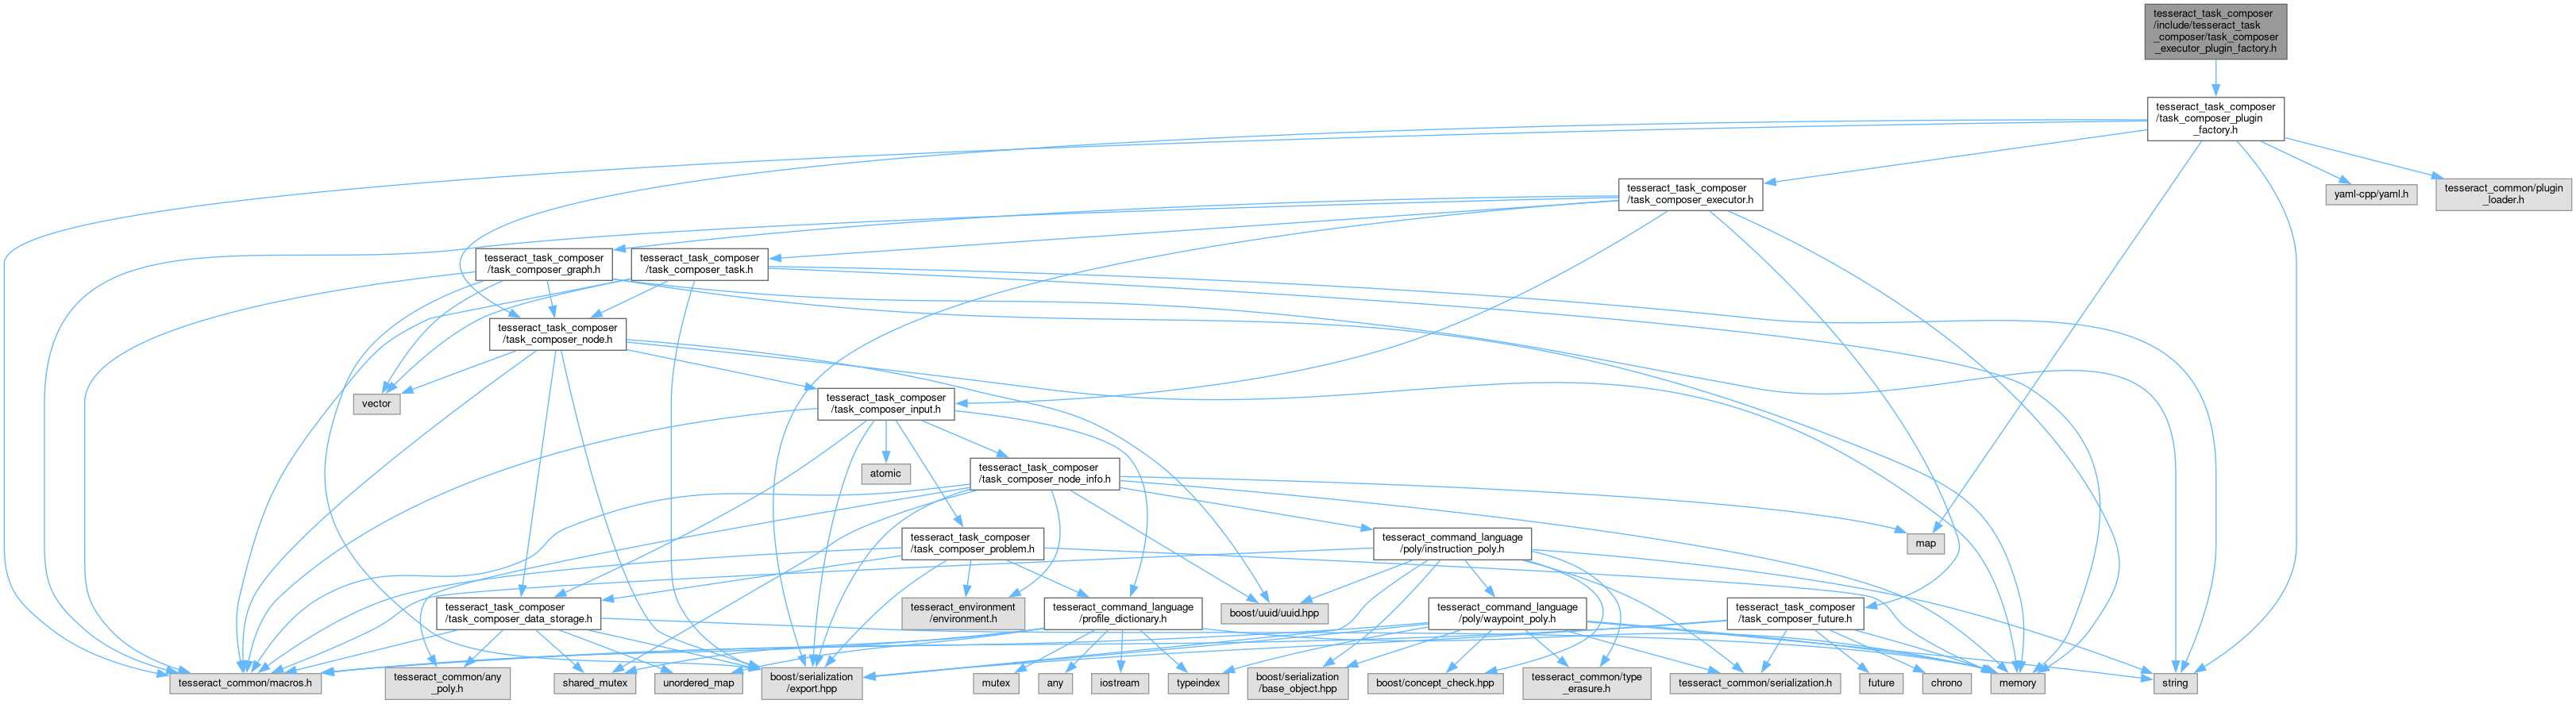 tesseract_task_composer
/include/tesseract_task
_composer/task_composer
_executor_plugin_factory.h
tesseract_task_composer
/task_composer_plugin
_factory.h
tesseract_task_composer
/task_composer_executor.h
yaml-cpp/yaml.h
tesseract_common/plugin
_loader.h
tesseract_task_composer
/task_composer_graph.h
tesseract_task_composer
/task_composer_task.h
tesseract_task_composer
/task_composer_node.h
vector
tesseract_task_composer
/task_composer_input.h
atomic
tesseract_task_composer
/task_composer_node_info.h
tesseract_task_composer
/task_composer_problem.h
tesseract_command_language
/poly/instruction_poly.h
map
tesseract_task_composer
/task_composer_data_storage.h
tesseract_environment
/environment.h
tesseract_command_language
/profile_dictionary.h
boost/uuid/uuid.hpp
tesseract_command_language
/poly/waypoint_poly.h
tesseract_task_composer
/task_composer_future.h
tesseract_common/macros.h
tesseract_common/any
_poly.h
shared_mutex
unordered_map
boost/serialization
/export.hpp
mutex
any
iostream
typeindex
boost/serialization
/base_object.hpp
boost/concept_check.hpp
tesseract_common/type
_erasure.h
tesseract_common/serialization.h
future
chrono
memory
string